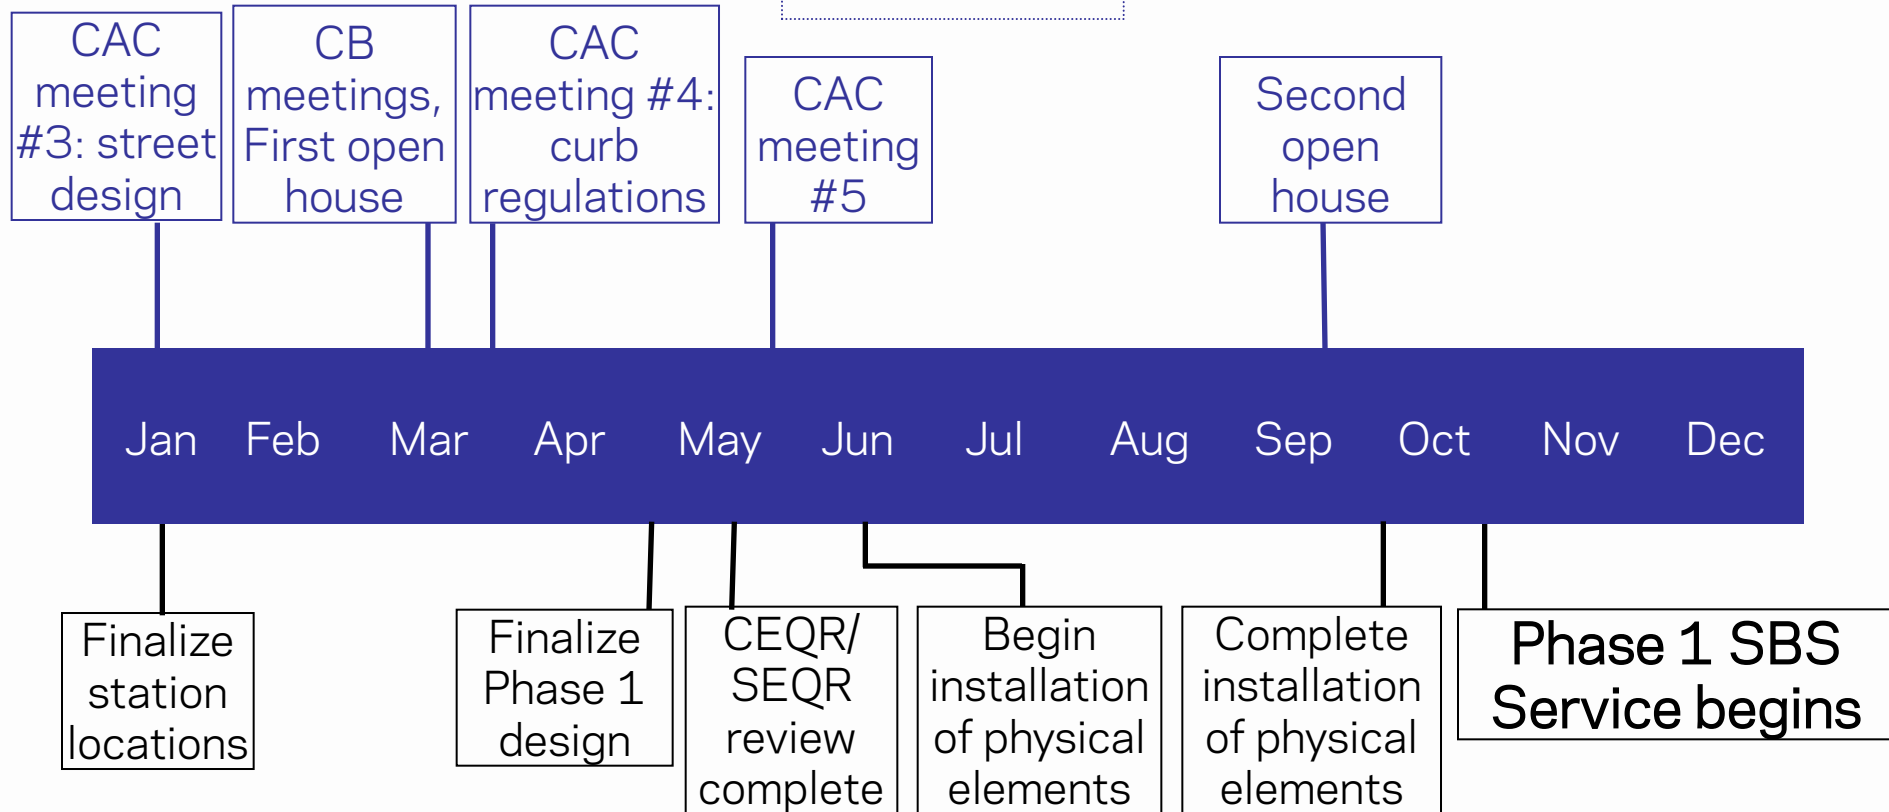 CAC
meeting
#3: street
design
CB
meetings,
First open
house
CAC
meeting #4:
curb
regulations
CAC
meeting
#5
Second
open
house
Jan Feb Mar Apr May Jun Jul Aug Sep Oct Nov Dec
Finalize
station
locations
Finalize
Phase 1
design
CEQR/
SEQR
review
complete
Begin
installation
of physical
elements
Complete
installation
of physical
elements
Phase 1 SBS
Service begins